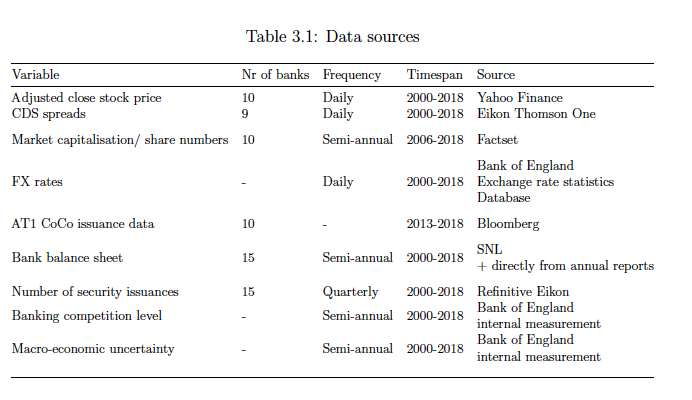 Table 3.1: Data sources
Variable Nr of banks Frequency Timespan Source
Adjusted close stock price 10 Daily 2000-2018 Yahoo Finance
CDS spreads 9 Daily 2000-2018 Eikon Thomson One
Market capitalisation/ share numbers 10 Semi-annual 2006-2018 Factset
Bank of England
FX rates - Daily 2000-2018 Exchange rate statistics
Database
AT1 CoCo issuance data 10 - 2013-2018 Bloomberg
SNL
Bank balance sheet 15 Semi-annual 2000-2018
+ directly from annual reports
Number of security issuances 15 Quarterly 2000-2018 Refinitive Eikon
Bank of England
Banking competition level - Semi-annual 2000-2018
internal measurement
Bank of England
Macro-economic uncertainty - Semi-annual 2000-2018
internal measurement